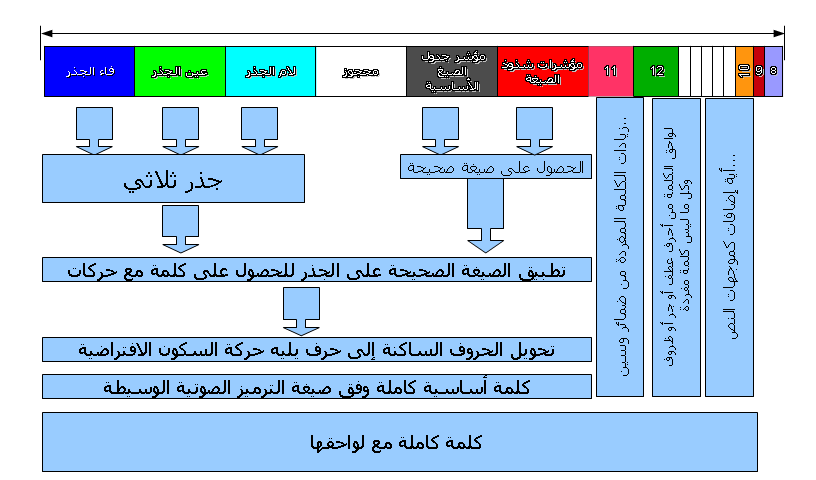 فاء الجذر
عين الجذر
لام الجذر
محجوز
مؤشر جدول
الصيغ
الأساسية
مؤشرات شذوذ
الصيغة
11
12
10
9
8
جذر ثلاثي
الحصول على صيغة صحيحة
تطبيق الصيغة الصحيحة على الجذر للحصول على كلمة مع حركات
تحويل الحروف الساكنة إلى حرف يليه حركة السكون الافتراضية
كلمة أساسية كاملة وفق صيغة الترميز الصوتية الوسيطة
كلمة كاملة مع لواحقها
زيادات الكلمة المفردة من ضمائر وسين..
لواحق الكلمة من أحرف عطف أو جر أو ظروف
وكل ما ليس كلمة مفردة
أية إضافات كموجهات النص...